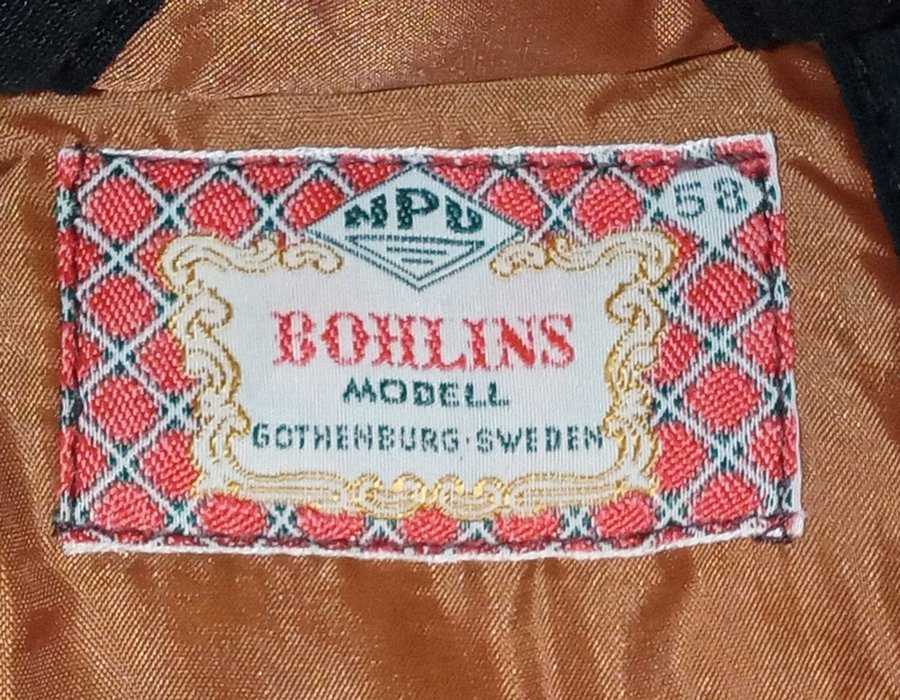 NPU
58
BOHLINS
MODELL
GOTHENBURG·SWEDEN